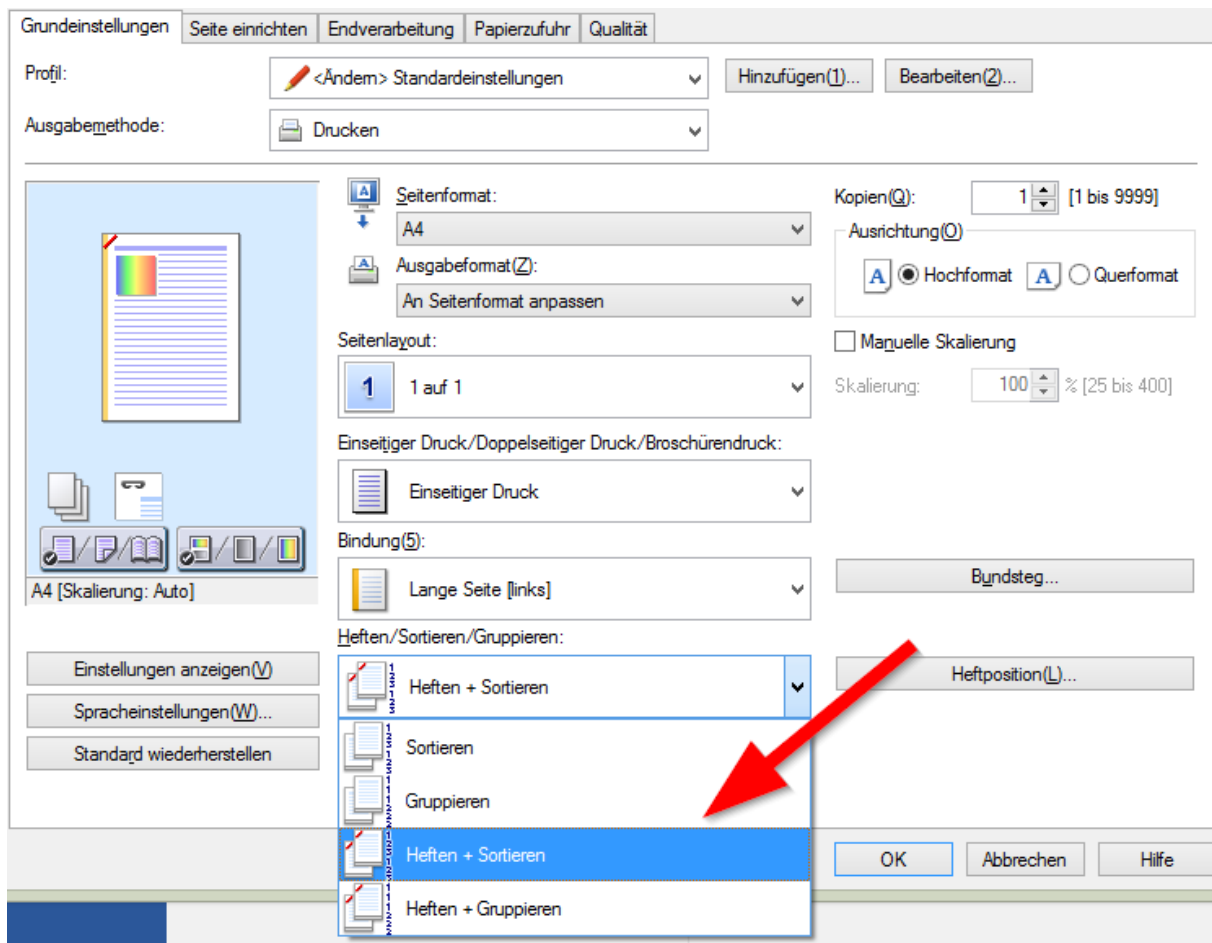 Grundeinstellungen Seite einrichten Endverarbeitung Papierzufuhr Qualität
Profil: <Ändern> Standardeinstellungen Hinzufügen(1)... Bearbeiten(2)...
Ausgabemethode: Drucken
Seitenformat:
A4
Ausgabeformat(Z):
An Seitenformat anpassen
Seitenlayout:
1 1 auf 1
Einseitiger Druck/Doppelseitiger Druck/Broschürendruck:
Einseitiger Druck
Bindung(5):
Lange Seite [links]
Heften/Sortieren/Gruppieren:
Heften + Sortieren
Sortieren
Gruppieren
Heften + Sortieren
Heften + Gruppieren
Kopien(Q): 1 [1 bis 9999]
Ausrichtung(O)
A Hochformat A Querformat
Manuelle Skalierung
Skalierung: 100 % [25 bis 400]
Bundsteg...
Heftposition(L)...
A4 [Skalierung: Auto]
Einstellungen anzeigen(V)
Spracheinstellungen(W)...
Standard wiederherstellen
OK Abbrechen Hilfe